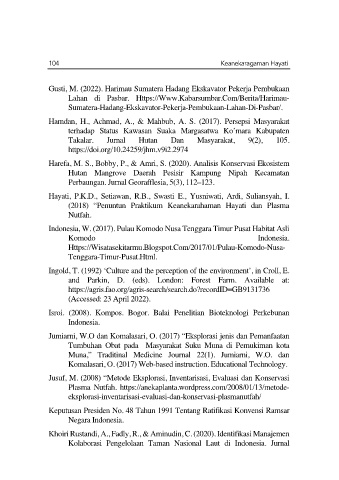 104 Keanekaragaman Hayati
Gusti, M. (2022). Harimau Sumatera Hadang Ekskavator Pekerja Pembukaan
Lahan di Pasbar. Https://Www.Kabarsumbar.Com/Berita/Harimau-
Sumatera-Hadang-Ekskavator-Pekerja-Pembukaan-Lahan-Di-Pasbar/.
Hamdan, H., Achmad, A., & Mahbub, A. S. (2017). Persepsi Masyarakat
terhadap Status Kawasan Suaka Margasatwa Ko’mara Kabupaten
Takalar. Jurnal Hutan Dan Masyarakat, 9(2), 105.
https://doi.org/10.24259/jhm.v9i2.2974
Harefa, M. S., Bobby, P., & Amri, S. (2020). Analisis Konservasi Ekosistem
Hutan Mangrove Daerah Pesisir Kampung Nipah Kecamatan
Perbaungan. Jurnal Georafflesia, 5(3), 112–123.
Hayati, P.K.D., Setiawan, R.B., Swasti E., Yusniwati, Ardi, Suliansyah, I.
(2018) “Penuntun Praktikum Keanekarahaman Hayati dan Plasma
Nutfah.
Indonesia, W. (2017). Pulau Komodo Nusa Tenggara Timur Pusat Habitat Asli
Komodo Indonesia.
Https://Wisatasekitarmu.Blogspot.Com/2017/01/Pulau-Komodo-Nusa-
Tenggara-Timur-Pusat.Html.
Ingold, T. (1992) ‘Culture and the perception of the environment’, in Croll, E.
and Parkin, D. (eds). London: Forest Farm. Available at:
https://agris.fao.org/agris-search/search.do?recordID=GB9131736
(Accessed: 23 April 2022).
Isroi. (2008). Kompos. Bogor. Balai Penelitian Bioteknologi Perkebunan
Indonesia.
Jumiarni, W.O dan Komalasari, O. (2017) “Eksplorasi jenis dan Pemanfaatan
Tumbuhan Obat pada Masyarakat Suku Muna di Pemukiman kota
Muna,” Traditinal Medicine Journal 22(1). Jumiarni, W.O. dan
Komalasari, O. (2017) Web-based instruction. Educational Technology.
Jusuf, M. (2008) “Metode Eksplorasi, Inventarisasi, Evaluasi dan Konservasi
Plasma Nutfah. https://anekaplanta.wordpress.com/2008/01/13/metode-
eksplorasi-inventarisasi-evaluasi-dan-konservasi-plasmanutfah/
Keputusan Presiden No. 48 Tahun 1991 Tentang Ratifikasi Konvensi Ramsar
Negara Indonesia.
Khoiri Rustandi, A., Fadly, R., & Aminudin, C. (2020). Identifikasi Manajemen
Kolaborasi Pengelolaan Taman Nasional Laut di Indonesia. Jurnal